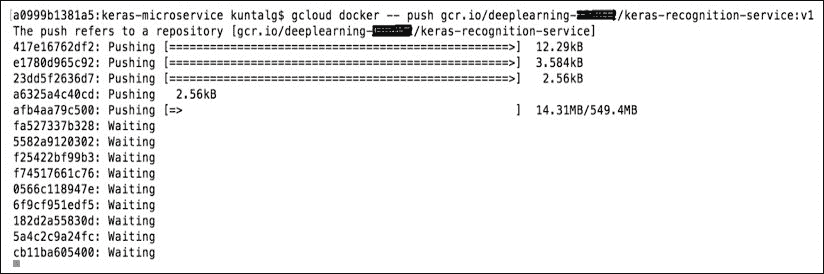 a0999b1381a5:keras-microservice kuntalg$ gcloud docker -- push gcr.io/deeplearning-/keras-recognition-service:v1
The push refers to a repository [gcr.io/deeplearning-/keras-recognition-service]
417e16762df2: Pushing [==================================================>] 12.29kB
e1780d965c92: Pushing [==================================================>] 3.584kB
23dd5f2636d7: Pushing [==================================================>] 2.56kB
a6325a4c40cd: Pushing 2.56kB
afb4aa79c500: Pushing [=> ] 14.31MB/549.4MB
fa527337b328: Waiting
5582a9120302: Waiting
f25422bf99b3: Waiting
f74517661c76: Waiting
0566c118947e: Waiting
6f9cf951edf5: Waiting
182d2a55830d: Waiting
5a4c2c9a24fc: Waiting
cb11ba605400: Waiting